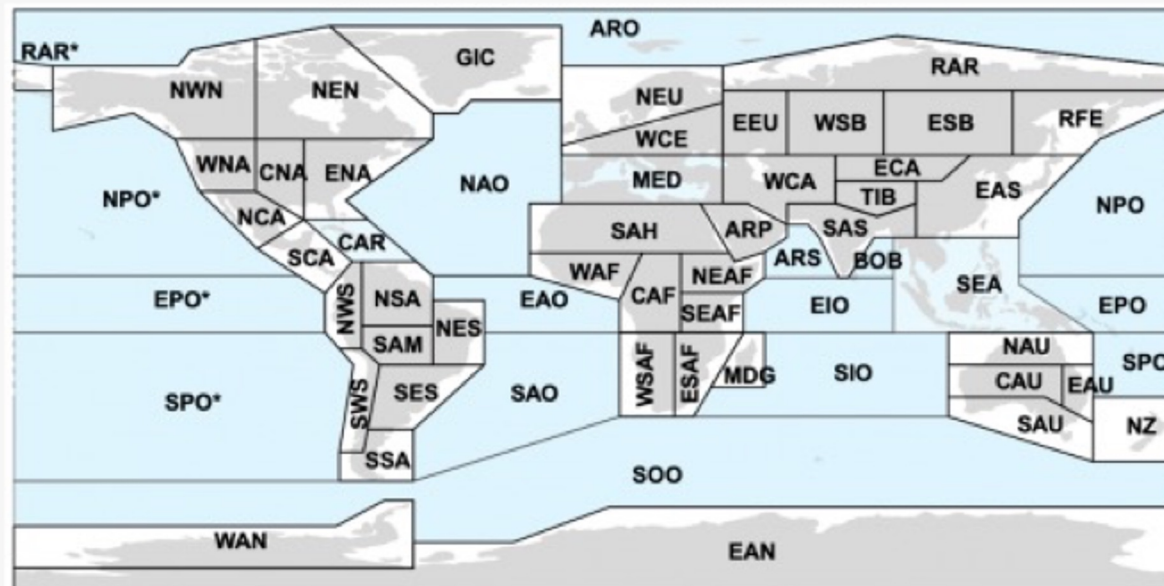 ARO
RAR*
GIC
RAR
NWN
NEN
NEU
EEU
WSB
ESB
RFE
WCE
WNA
CNA
ENA
NAO
MED
WCA
ECA
TIB
EAS
NPO*
NPO
NCA
CAR
SAH
ARP
SAS
SCA
WAF
NEAF
ARS
BOB
SEA
EPO*
NWS
NSA
EAO
CAF
SEAF
EIO
EPO
NES
SAM
NAU
SPO
SPO*
SWS
SES
SAO
WSAF
ESAF
MDG
SIO
CAU
EAU
SAU
NZ
SSA
SOO
WAN
EAN